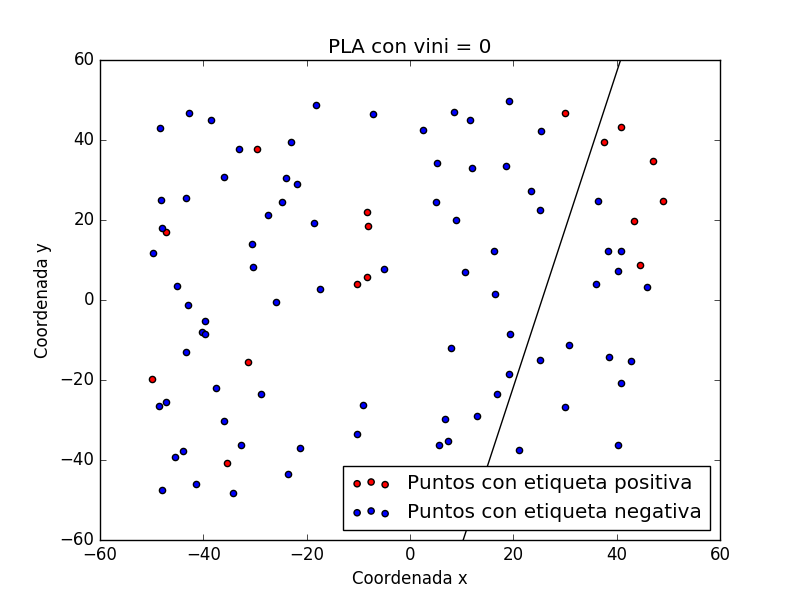 PLA con vini = 0
60
40
20
0
−20
−40
−60
Coordenada y
Puntos con etiqueta positiva
Puntos con etiqueta negativa
−60 −40 −20 0 20 40 60
Coordenada x